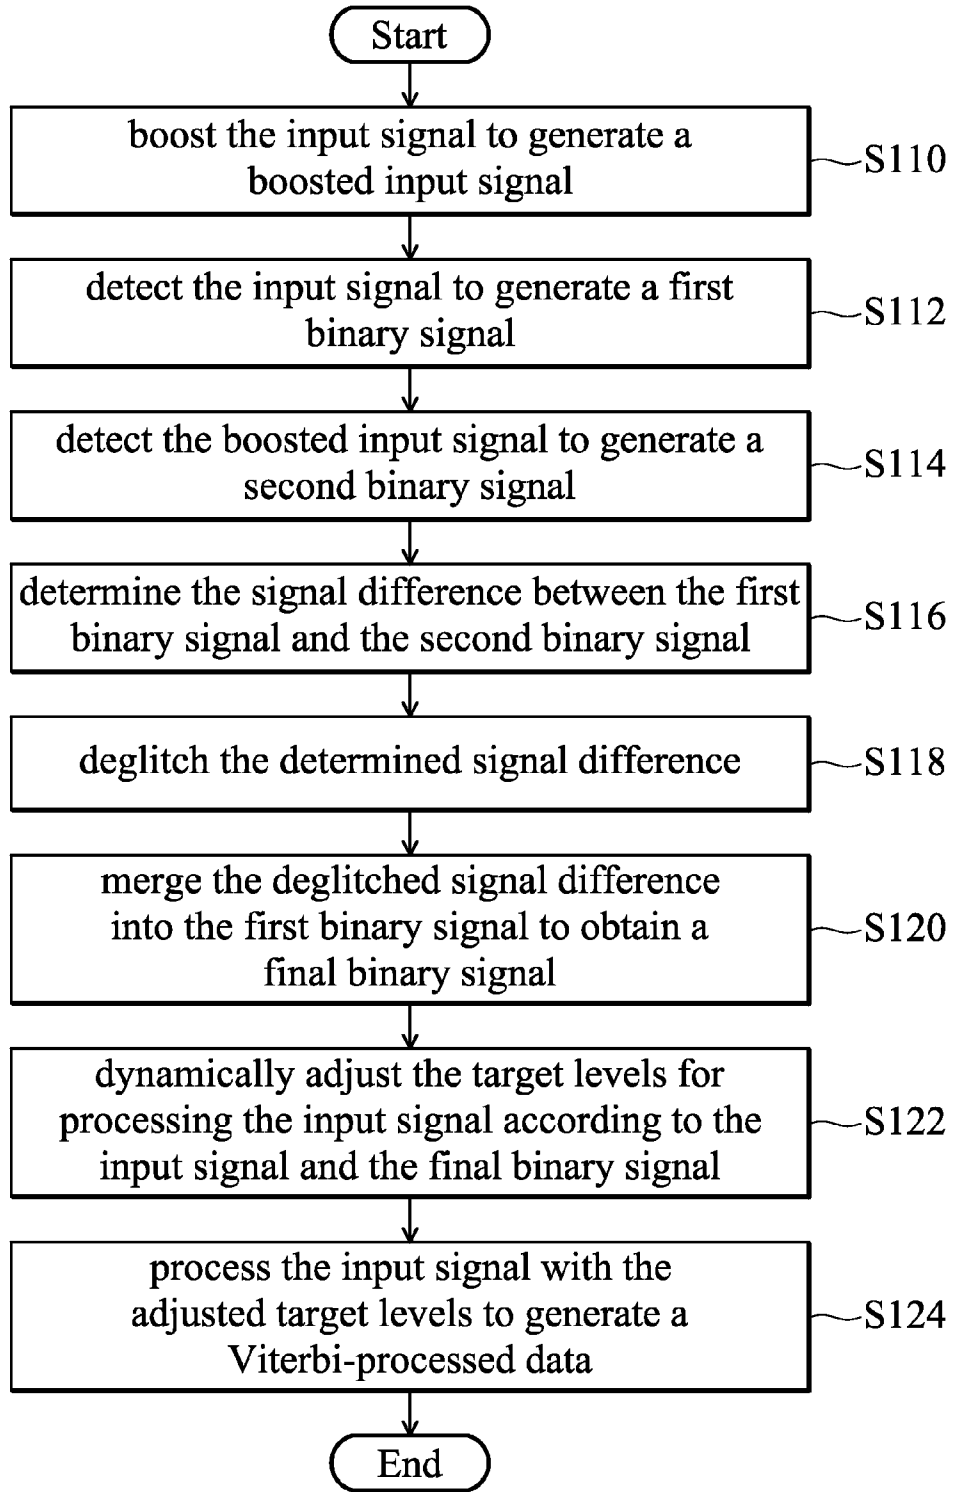 Start
boost the input signal to generate a
boosted input signal
S110
detect the input signal to generate a first
binary signal
S112
detect the boosted input signal to generate a
second binary signal
S114
determine the signal difference between the first
binary signal and the second binary signal
S116
deglitch the determined signal difference
S118
merge the deglitched signal difference
into the first binary signal to obtain a
final binary signal
S120
dynamically adjust the target levels for
processing the input signal according to the
input signal and the final binary signal
S122
process the input signal with the
adjusted target levels to generate a
Viterbi-processed data
S124
End